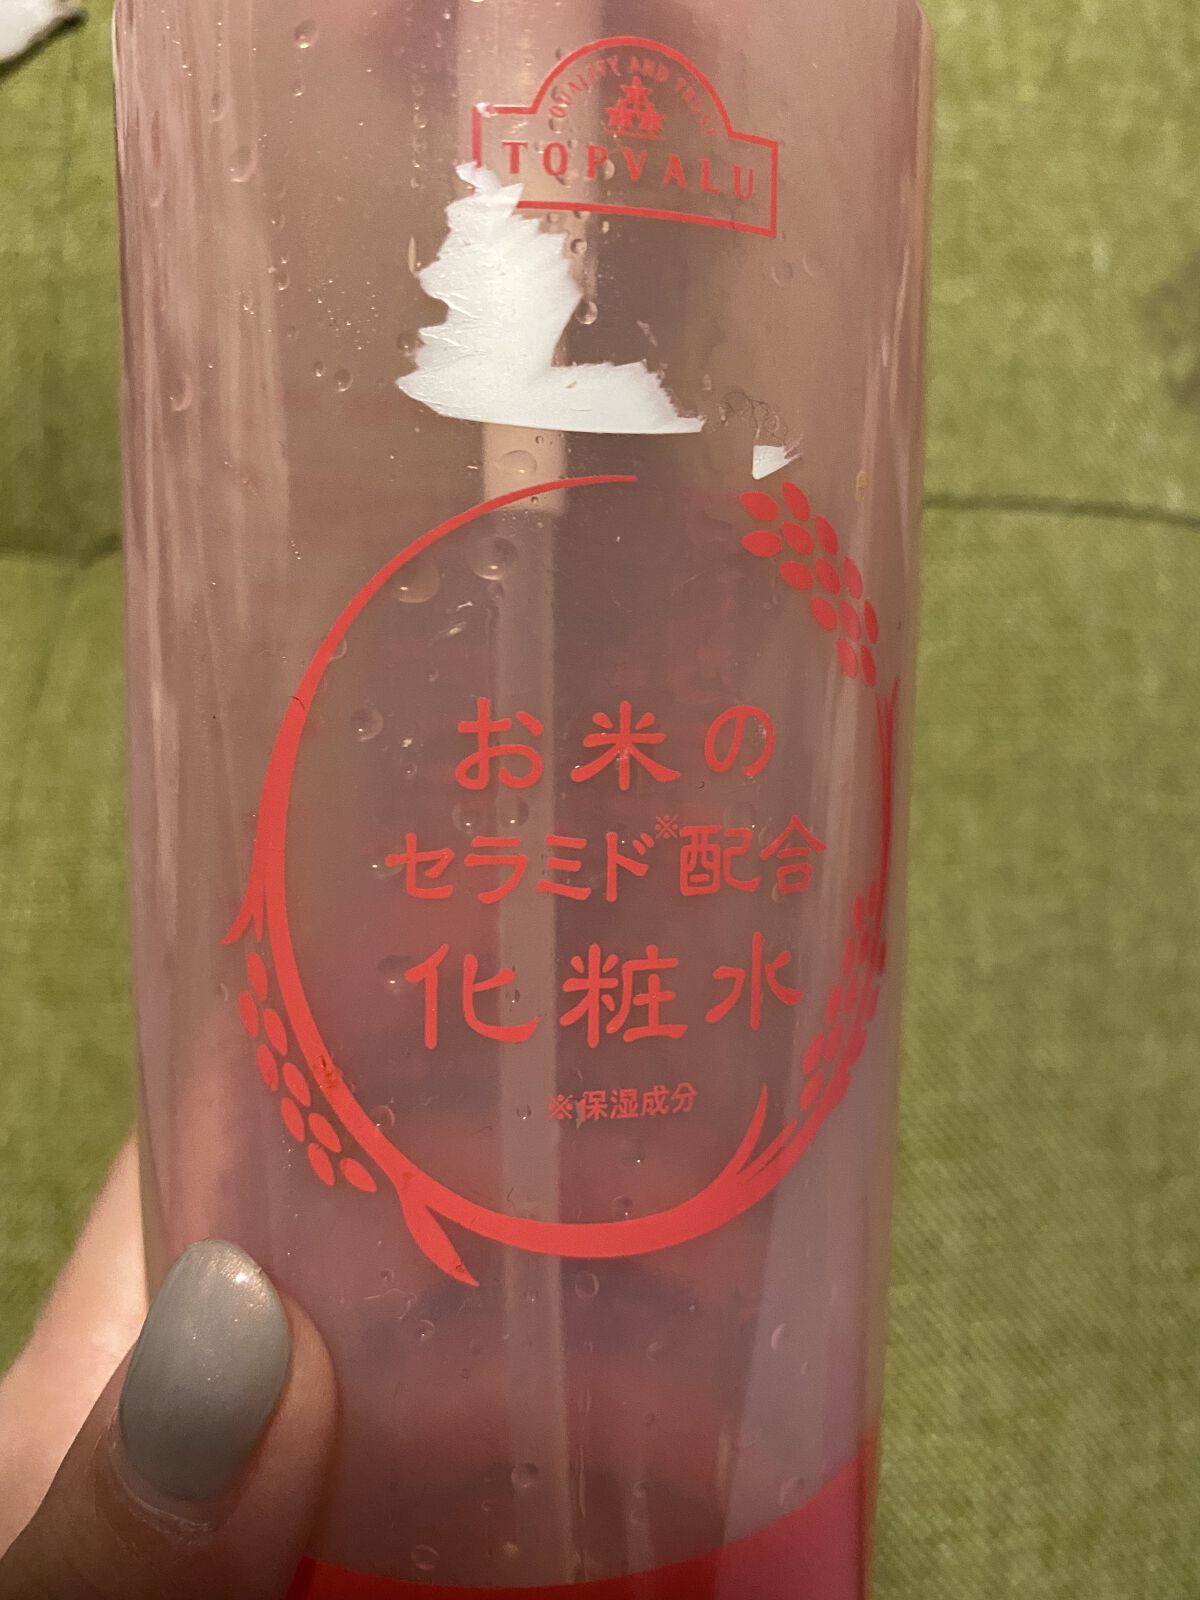 QUALITY AND TRUST
TOPVALU
お米の
セラミド※配合
化粧水
※保湿成分